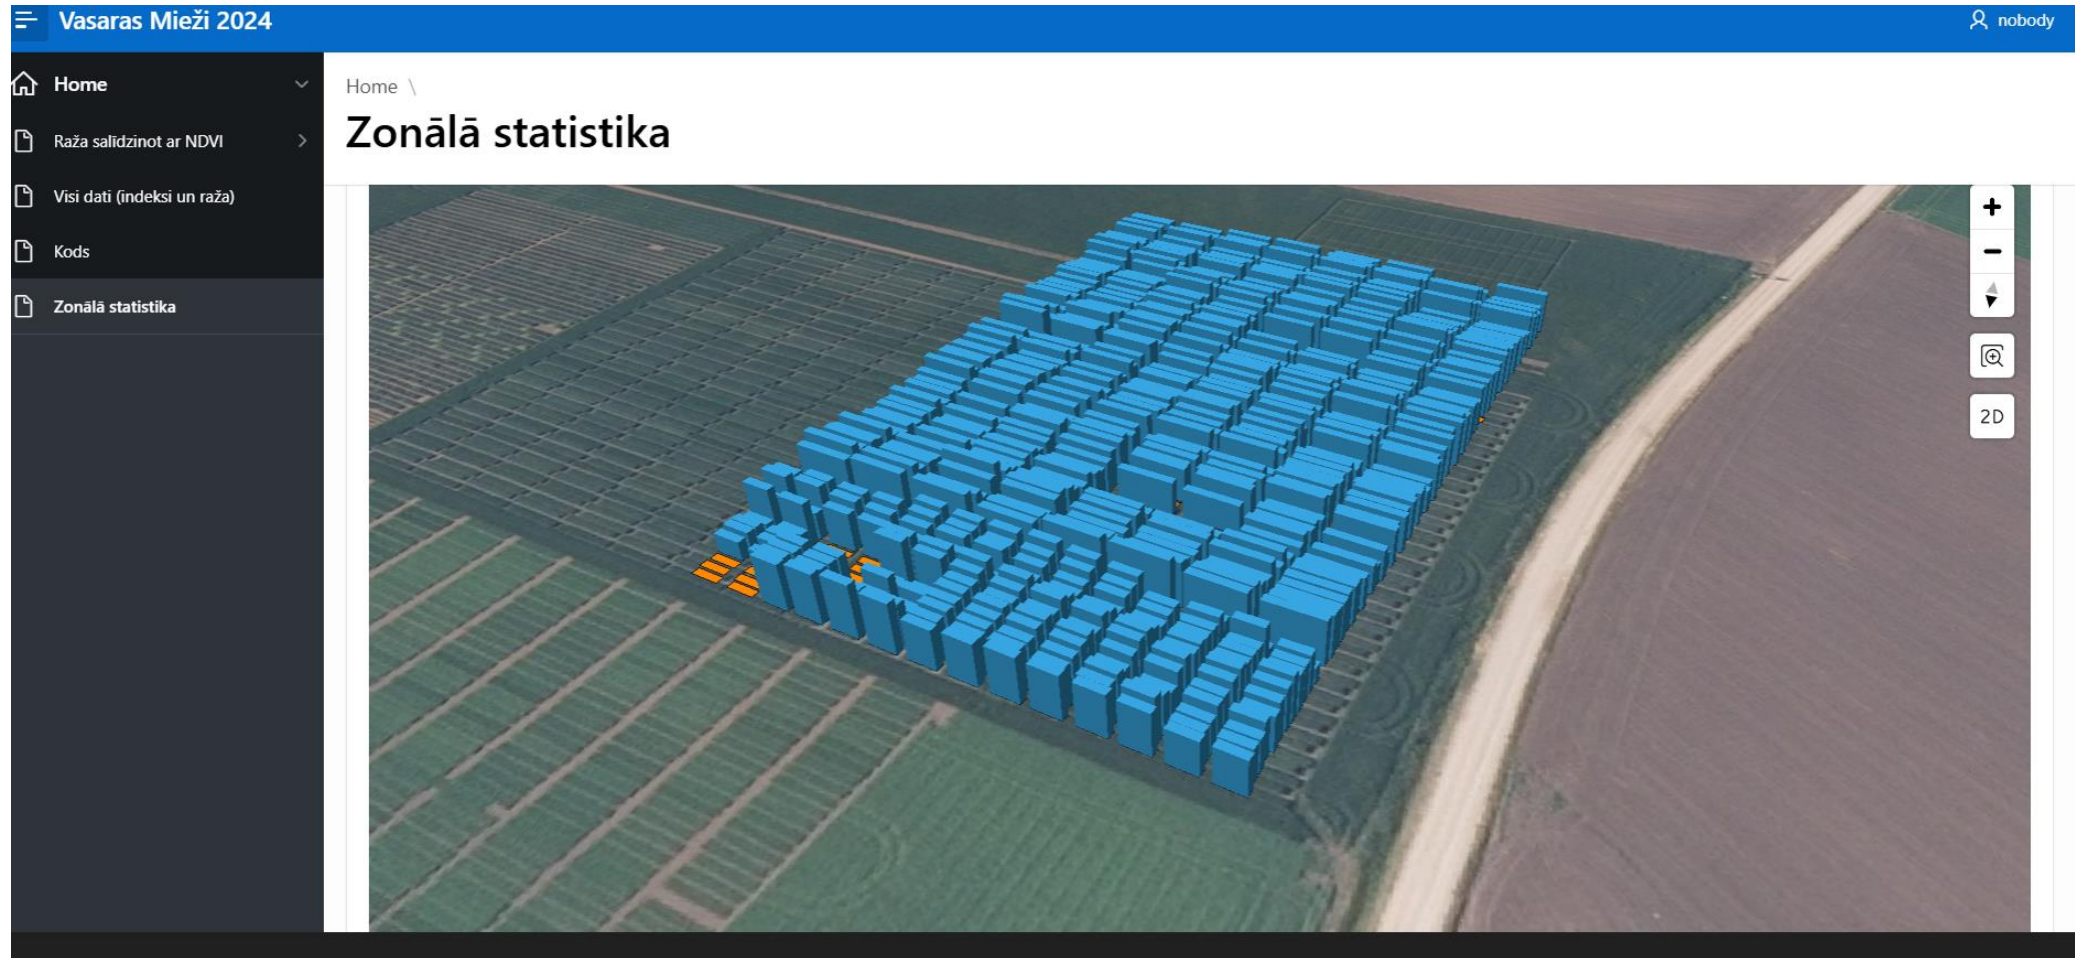 Vasaras Mieži 2024
nobody
Home
Raža salīdzinot ar NDVI
Visi dati (indeksi un raža)
Kods
Zonālā statistika
Home \
Zonālā statistika
2D